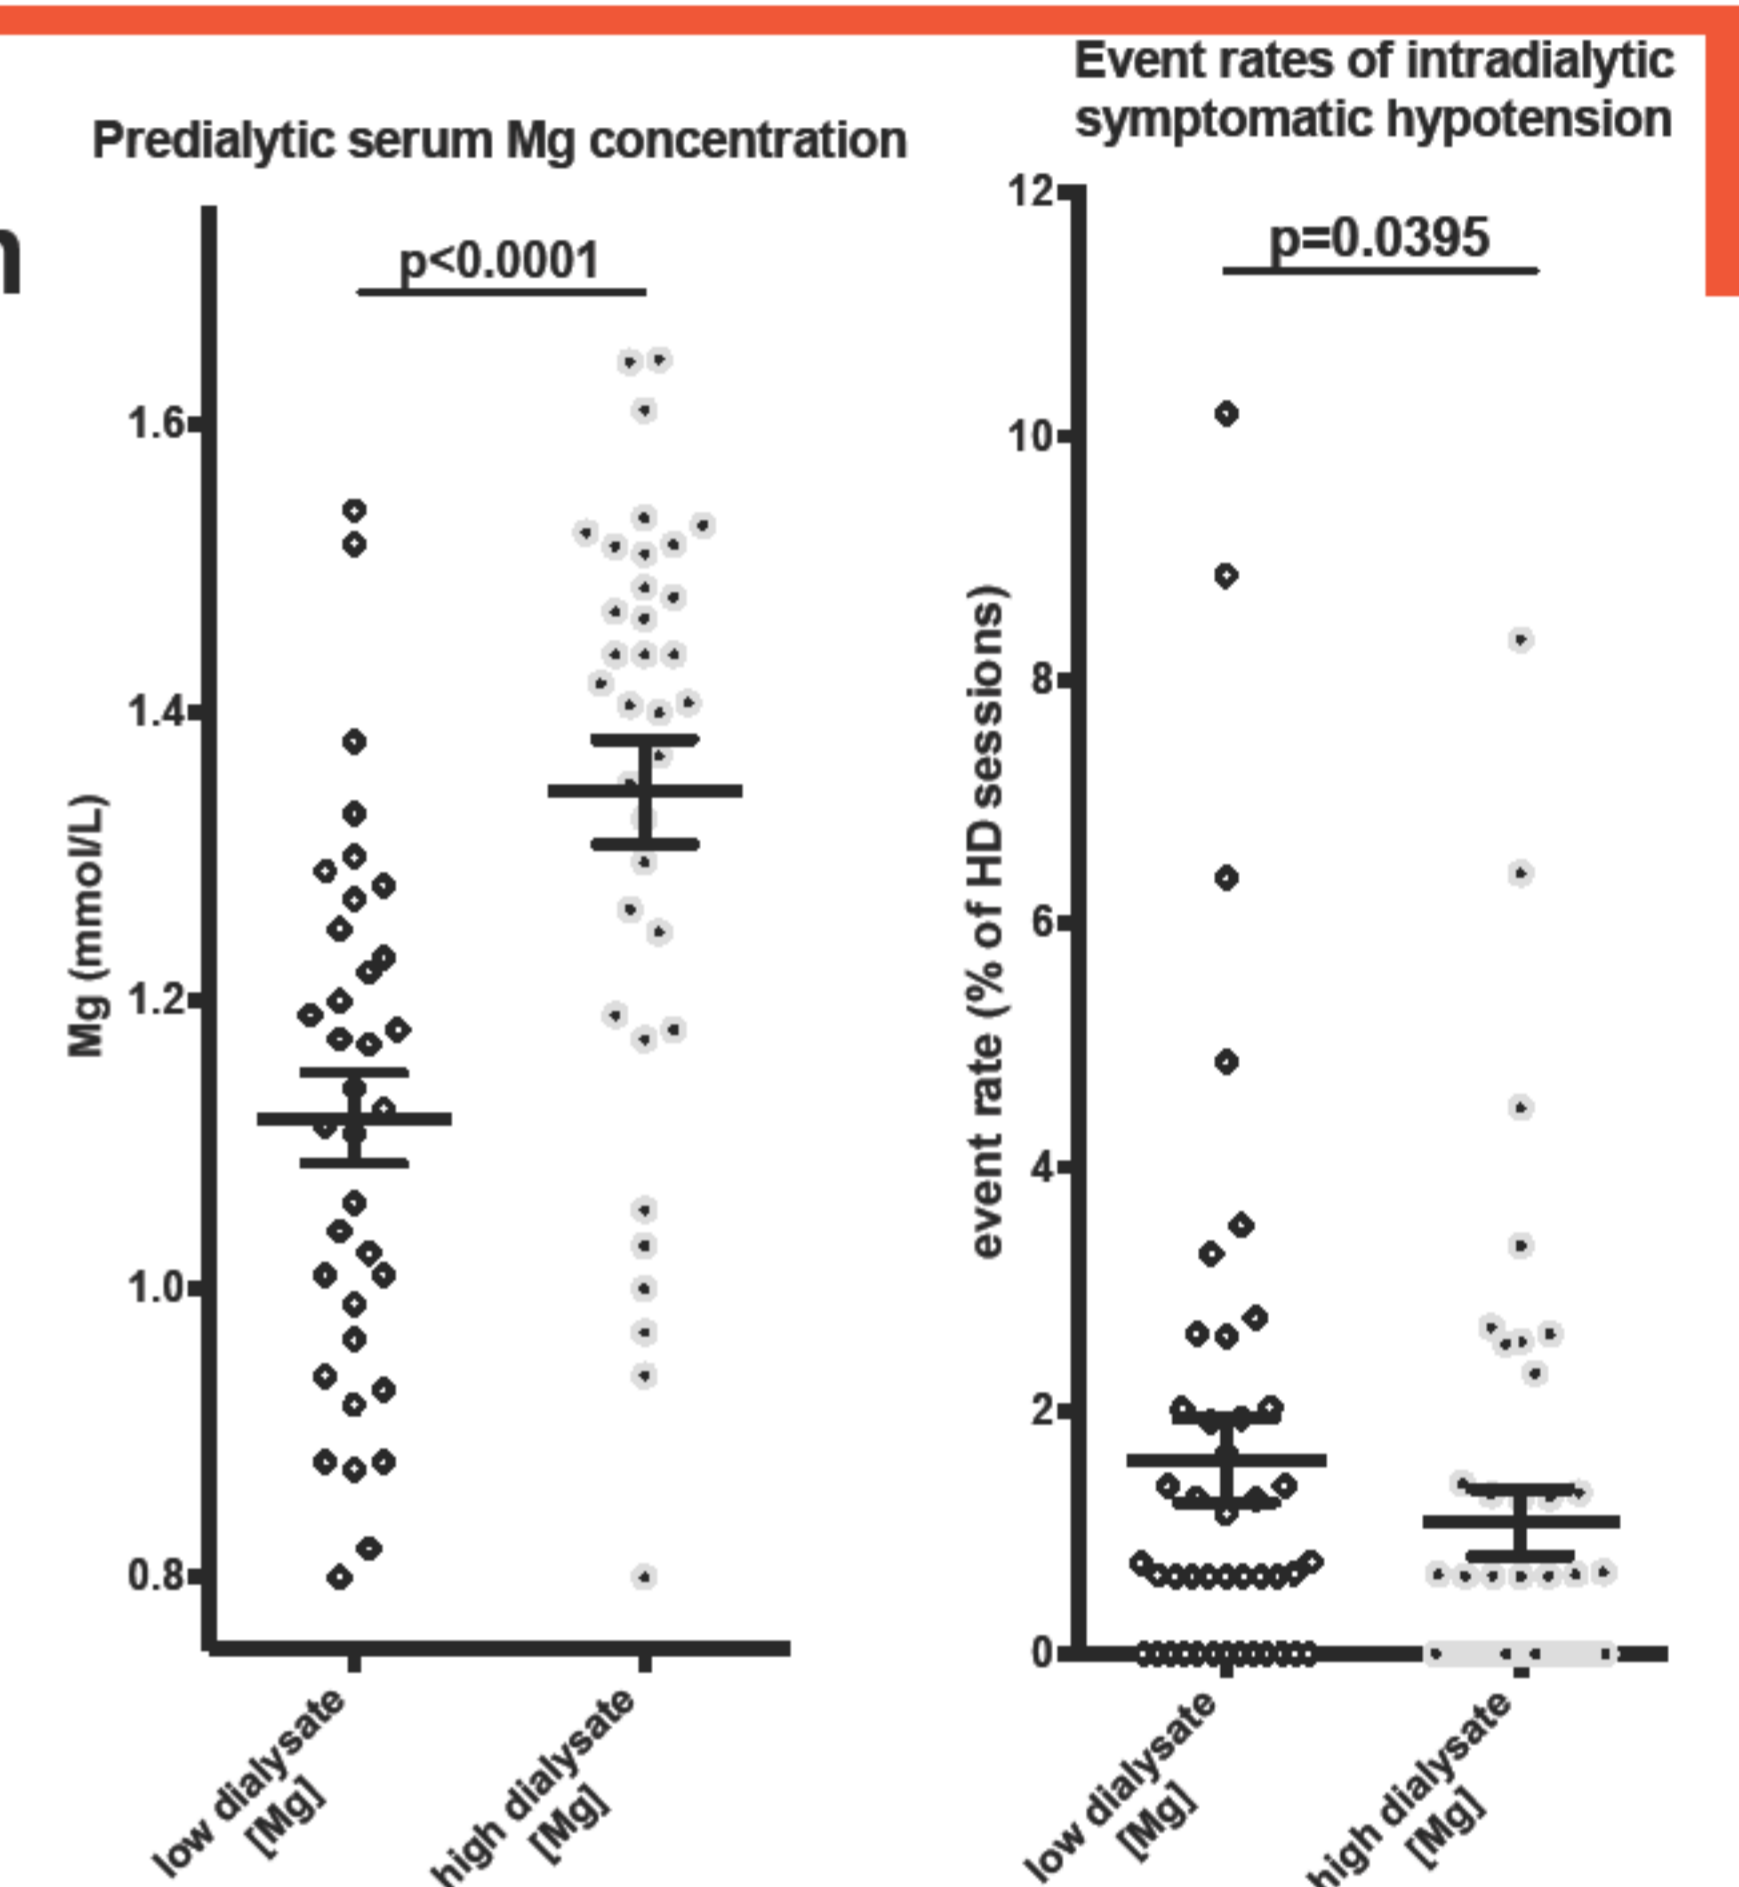 Event rates of intradialytic
symptomatic hypotension
Predialytic serum Mg concentration
n
p<0.0001
1.6
1.4
1.2
1.0
0.8
Mg (mmol/L)
low dialysate
[Mg]
high dialysate
[Mg]
p=0.0395
12
10
8
6
4
2
0
event rate (% of HD sessions)
low dialysate
[Mg]
high dialysate
[Mg]